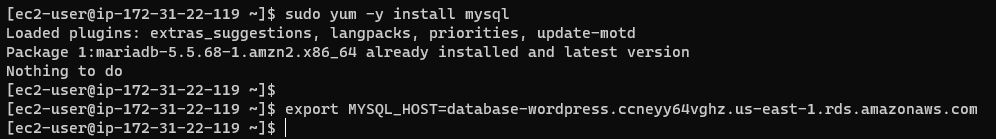 [ec2-user@ip-172-31-22-119 ~]$ sudo yum -y install mysql
Loaded plugins: extras_suggestions, langpacks, priorities, update-motd
Package 1:mariadb-5.5.68-1.amzn2.x86_64 already installed and latest version
Nothing to do
[ec2-user@ip-172-31-22-119 ~]$
[ec2-user@ip-172-31-22-119 ~]$ export MYSQL_HOST=database-wordpress.ccneyy64vghz.us-east-1.rds.amazonaws.com
[ec2-user@ip-172-31-22-119 ~]$